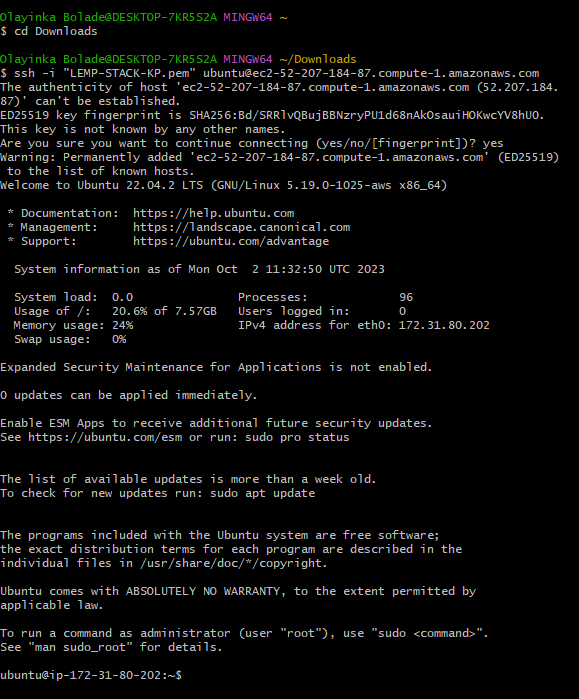 Olayinka Bolade@DESKTOP-7KR5S2A MINGW64 ~
$ cd Downloads
Olayinka Bolade@DESKTOP-7KR5S2A MINGW64 ~/Downloads
$ ssh -i "LEMP-STACK-KP.pem" ubuntu@ec2-52-207-184-87.compute-1.amazonaws.com
The authenticity of host 'ec2-52-207-184-87.compute-1.amazonaws.com (52.207.184.
87)' can't be established.
ED25519 key fingerprint is SHA256:Bd/SRRlvQBujBBNzryPU1d68nAkOsauiHOKwcYV8hU0.
This key is not known by any other names.
Are you sure you want to continue connecting (yes/no/[fingerprint])? yes
Warning: Permanently added 'ec2-52-207-184-87.compute-1.amazonaws.com' (ED25519)
 to the list of known hosts.
Welcome to Ubuntu 22.04.2 LTS (GNU/Linux 5.19.0-1025-aws x86_64)
 * Documentation:  https://help.ubuntu.com
 * Management:     https://landscape.canonical.com
 * Support:        https://ubuntu.com/advantage
  System information as of Mon Oct  2 11:32:50 UTC 2023
  System load:  0.0               Processes:             96
  Usage of /:   20.6% of 7.57GB   Users logged in:       0
  Memory usage: 24%               IPv4 address for eth0: 172.31.80.202
  Swap usage:   0%
Expanded Security Maintenance for Applications is not enabled.
0 updates can be applied immediately.
Enable ESM Apps to receive additional future security updates.
See https://ubuntu.com/esm or run: sudo pro status
The list of available updates is more than a week old.
To check for new updates run: sudo apt update
The programs included with the Ubuntu system are free software;
the exact distribution terms for each program are described in the
individual files in /usr/share/doc/*/copyright.
Ubuntu comes with ABSOLUTELY NO WARRANTY, to the extent permitted by
applicable law.
To run a command as administrator (user "root"), use "sudo <command>".
See "man sudo_root" for details.
ubuntu@ip-172-31-80-202:~$